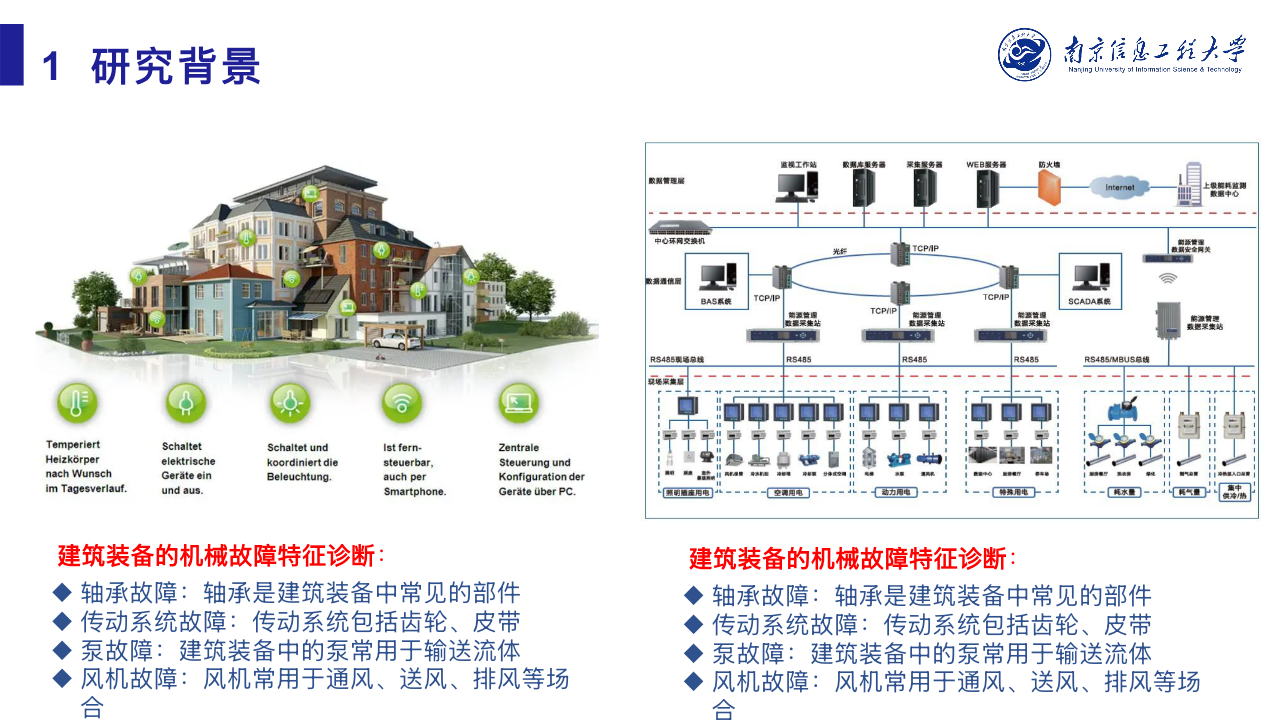 1 研究背景
南京信息工程大学
Nanjing University of Information Science & Technology
Temperiert
Heizkörper
nach Wunsch
im Tagesverlauf.
Schaltet
elektrische
Geräte ein
und aus.
Schaltet und
koordiniert die
Beleuchtung.
Ist fern-
steuerbar,
auch per
Smartphone.
Zentrale
Steuerung und
Konfiguration der
Geräte über PC.
监视工作站
数据库服务器
采集服务器
WEB服务器
防火墙
数据管理层
Internet
上级能耗监测
数据中心
中心环网交换机
光纤
TCP/IP
能源管理
数据安全网关
数据通信层
BAS系统
TCP/IP
TCP/IP
TCP/IP
SCADA系统
能源管理
数据采集站
能源管理
数据采集站
能源管理
数据采集站
能源管理
数据采集站
RS485现场总线
RS485
RS485
RS485
RS485/MBUS总线
现场采集层
照明插座用电
空调用电
动力用电
特殊用电
耗水量
耗气量
集中
供冷/热
建筑装备的机械故障特征诊断：
◆ 轴承故障：轴承是建筑装备中常见的部件
◆ 传动系统故障：传动系统包括齿轮、皮带
◆ 泵故障：建筑装备中的泵常用于输送流体
◆ 风机故障：风机常用于通风、送风、排风等场
合
建筑装备的机械故障特征诊断：
◆ 轴承故障：轴承是建筑装备中常见的部件
◆ 传动系统故障：传动系统包括齿轮、皮带
◆ 泵故障：建筑装备中的泵常用于输送流体
◆ 风机故障：风机常用于通风、送风、排风等场
合